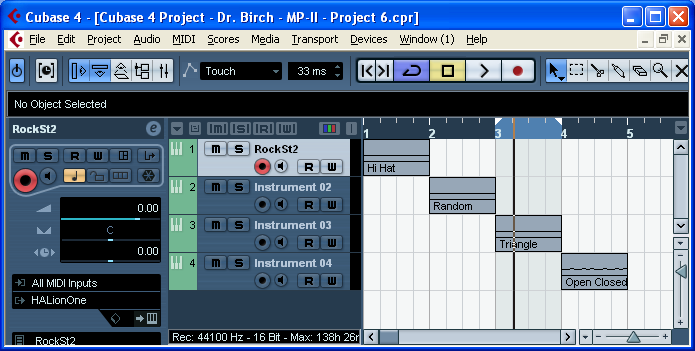 Cubase 4 - [Cubase 4 Project - Dr. Birch - MP-II - Project 6.cpr]
File Edit Project Audio MIDI Scores Media Transport Devices Window (1) Help
Touch 33 ms
No Object Selected
RockSt2 e
M S R W
0.00
C
0.00
All MIDI Inputs
HALionOne
RockSt2
M S R W
1 M S RockSt2
R W
2 M S Instrument 02
R W
3 M S Instrument 03
R W
4 M S Instrument 04
R W
1 2 3 4 5
Hi Hat
Random
Triangle
Open Closed
Rec: 44100 Hz - 16 Bit - Max: 138h 26m